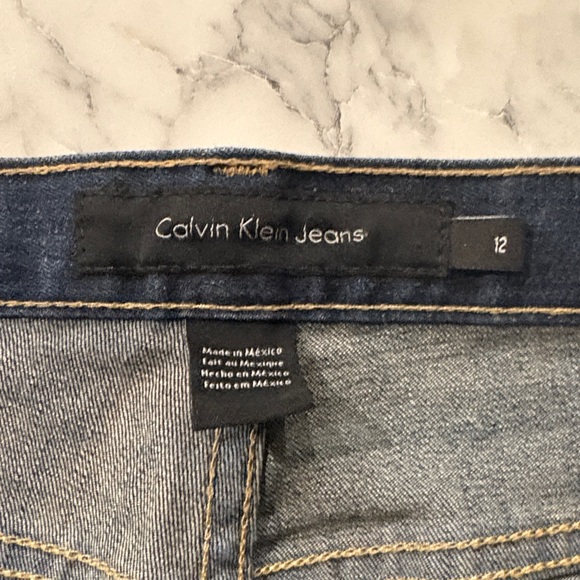 Calvin Klein Jeans
12
Made in México
Fait au Mexique
Hecho en México
Feito em México